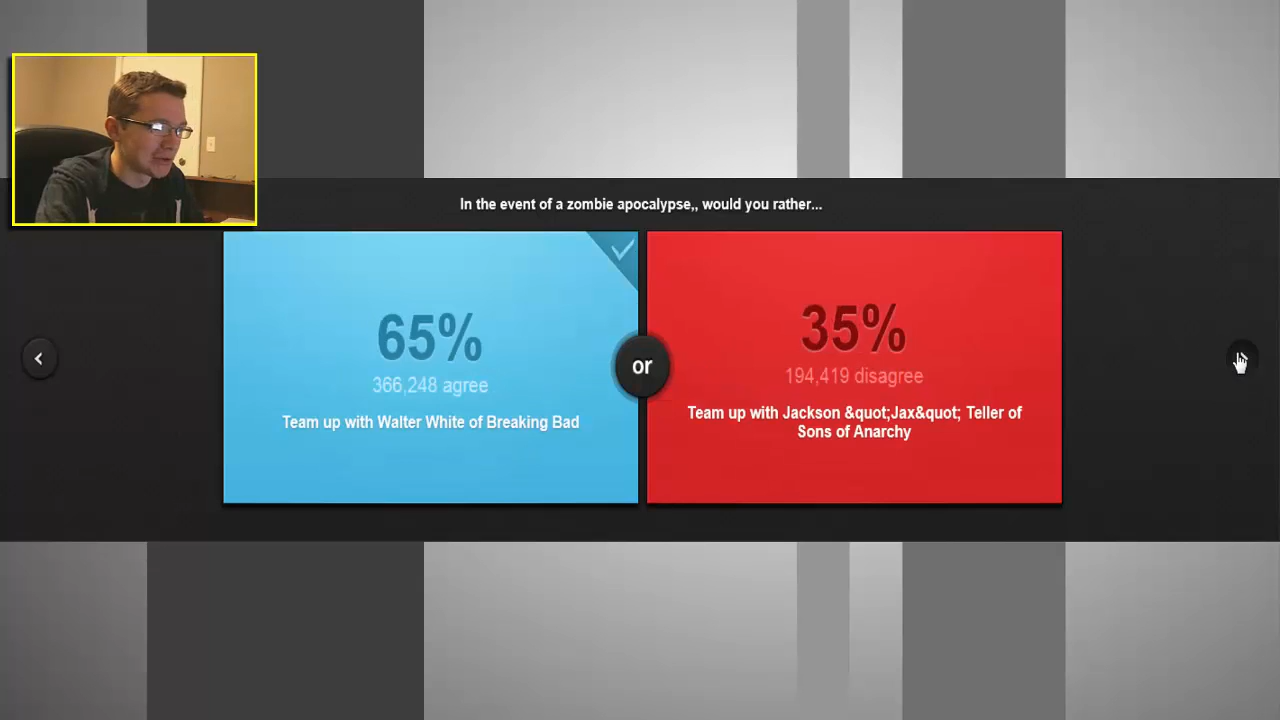 In the event of a zombie apocalypse,, would you rather...
65%
366,248 agree
Team up with Walter White of Breaking Bad
or
35%
194,419 disagree
Team up with Jackson &quot;Jax&quot; Teller of
Sons of Anarchy